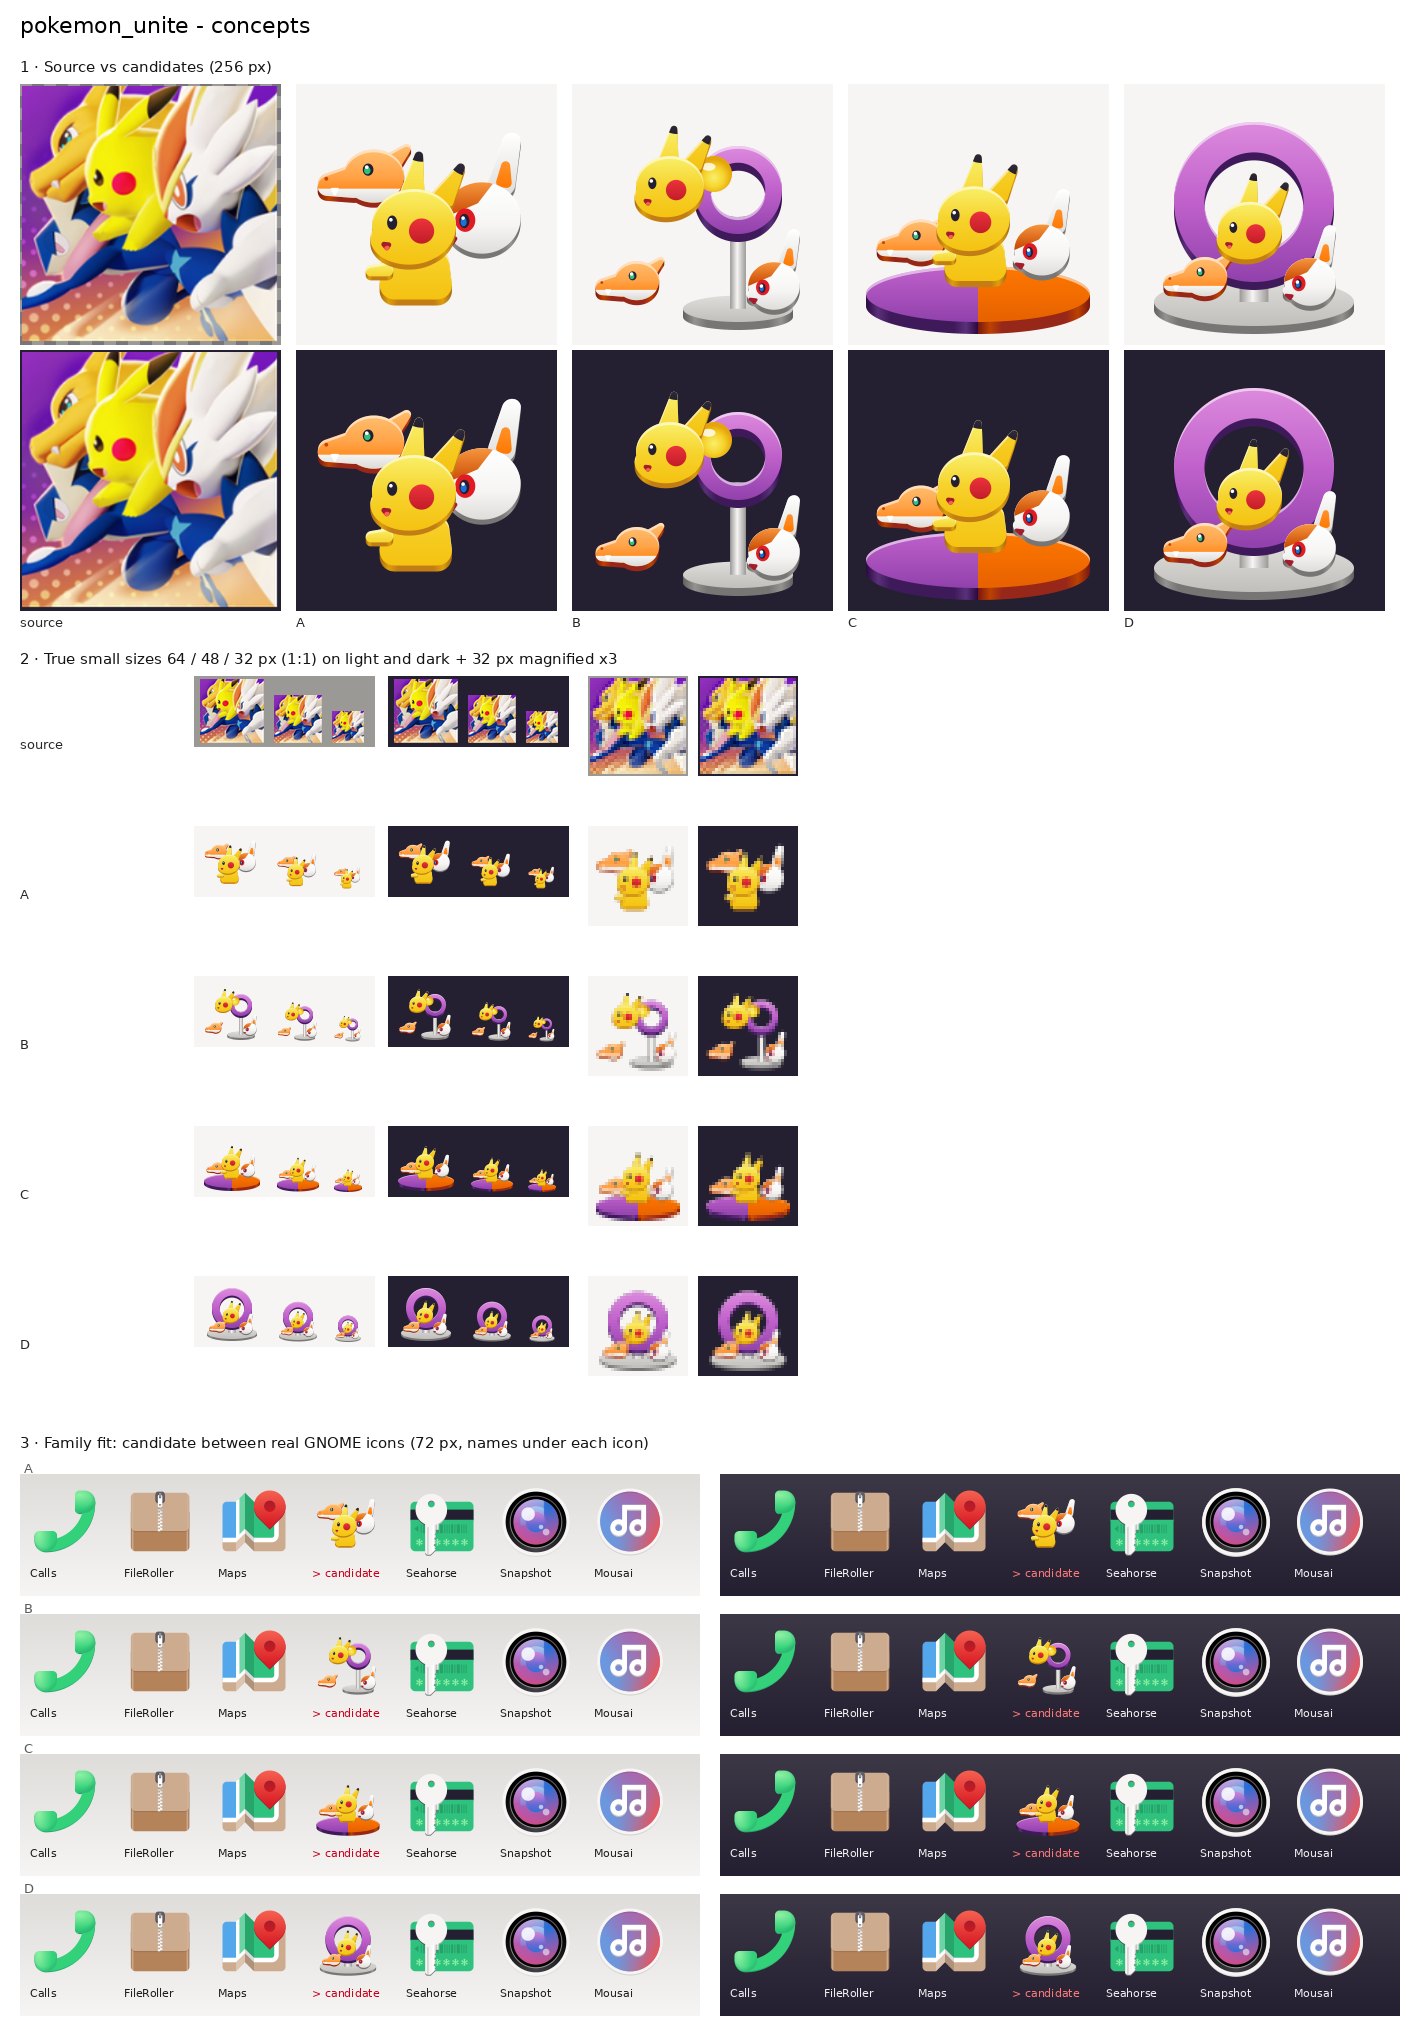 pokemon_unite - concepts
1 · Source vs candidates (256 px)
source
A
B
C
D
2 · True small sizes 64 / 48 / 32 px (1:1) on light and dark + 32 px magnified x3
source
A
B
C
D
3 · Family fit: candidate between real GNOME icons (72 px, names under each icon)
A
Calls FileRoller Maps > candidate Seahorse Snapshot Mousai
Calls FileRoller Maps > candidate Seahorse Snapshot Mousai
B
Calls FileRoller Maps > candidate Seahorse Snapshot Mousai
Calls FileRoller Maps > candidate Seahorse Snapshot Mousai
C
Calls FileRoller Maps > candidate Seahorse Snapshot Mousai
Calls FileRoller Maps > candidate Seahorse Snapshot Mousai
D
Calls FileRoller Maps > candidate Seahorse Snapshot Mousai
Calls FileRoller Maps > candidate Seahorse Snapshot Mousai